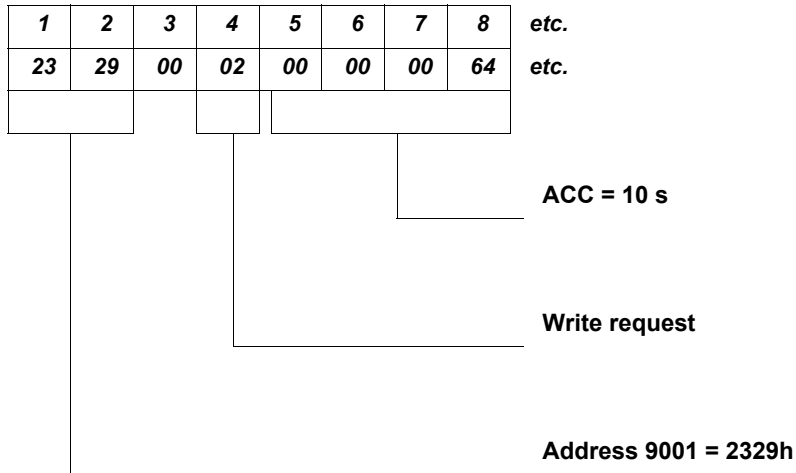 1 2 3 4 5 6 7 8 etc.
23 29 00 02 00 00 00 64 etc.
ACC = 10 s
Write request
Address 9001 = 2329h